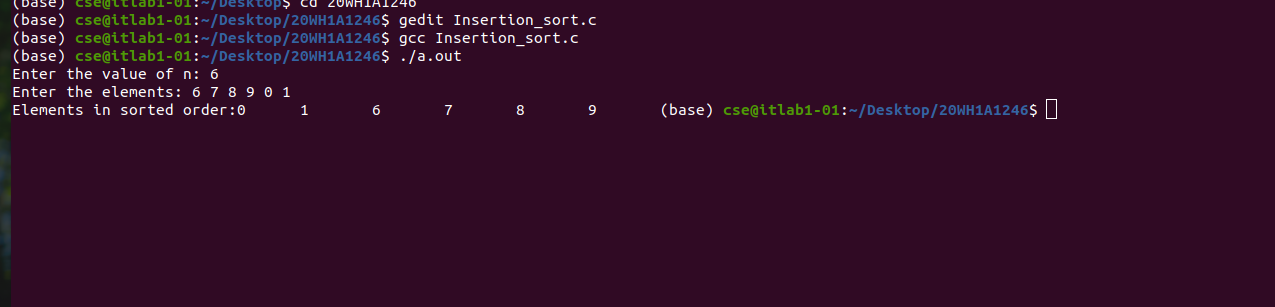 (base) cse@itlab1-01:~/Desktop$ cd 20WH1A1246
(base) cse@itlab1-01:~/Desktop/20WH1A1246$ gedit Insertion_sort.c
(base) cse@itlab1-01:~/Desktop/20WH1A1246$ gcc Insertion_sort.c
(base) cse@itlab1-01:~/Desktop/20WH1A1246$ ./a.out
Enter the value of n: 6
Enter the elements: 6 7 8 9 0 1
Elements in sorted order:0	1	6	7	8	9	(base) cse@itlab1-01:~/Desktop/20WH1A1246$